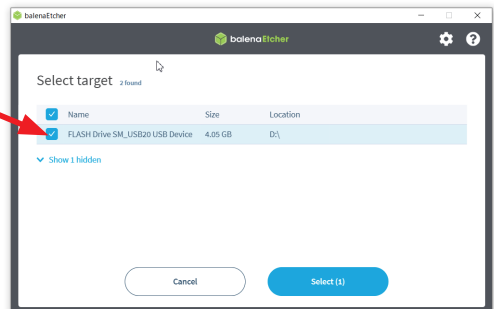 balenaEtcher
balenaEtcher
Select target 2 found
Name Size Location
FLASH Drive SM_USB20 USB Device 4.05 GB D:\
Show 1 hidden
Cancel Select (1)